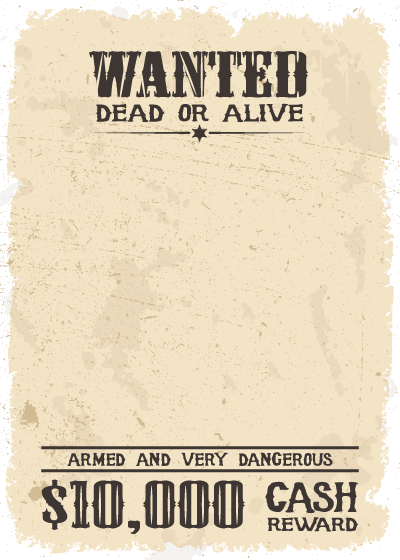 WANTED
DEAD OR ALIVE
ARMED AND VERY DANGEROUS
$10,000 CASH
REWARD